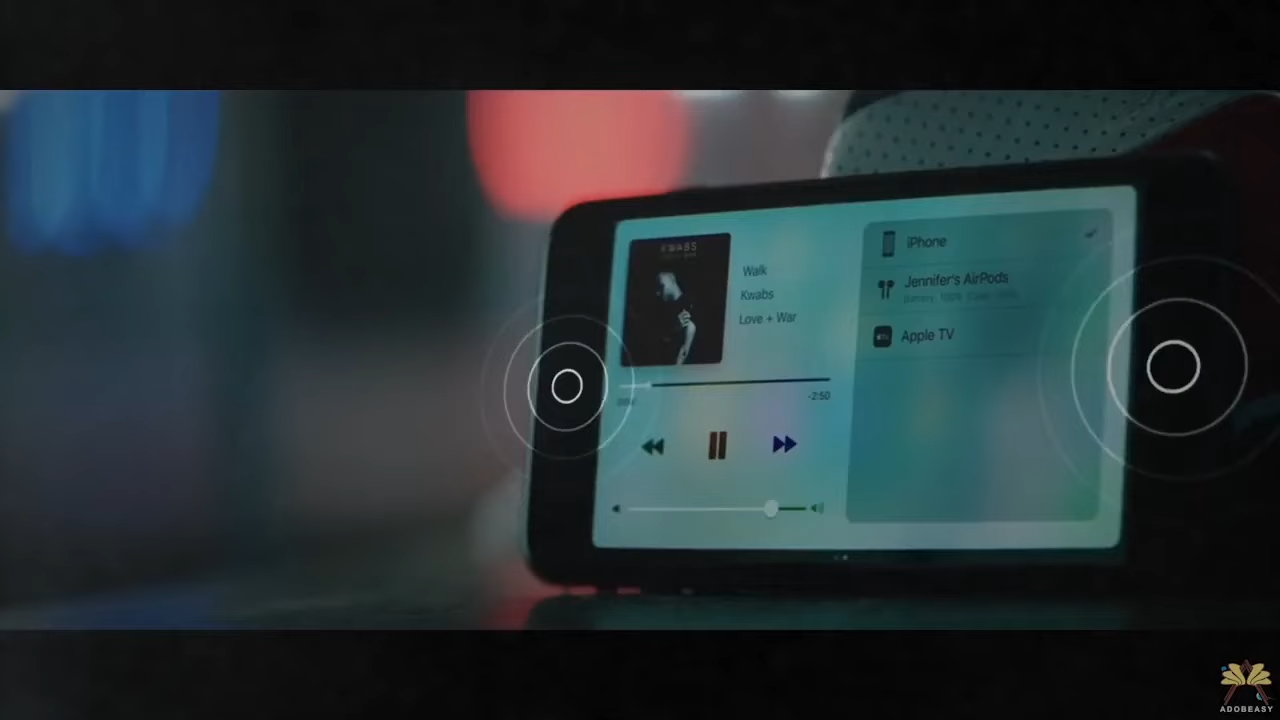 KWABS
Walk
Kwabs
Love + War
-2:50
iPhone
Jennifer's AirPods
Apple TV
ADOBEASY